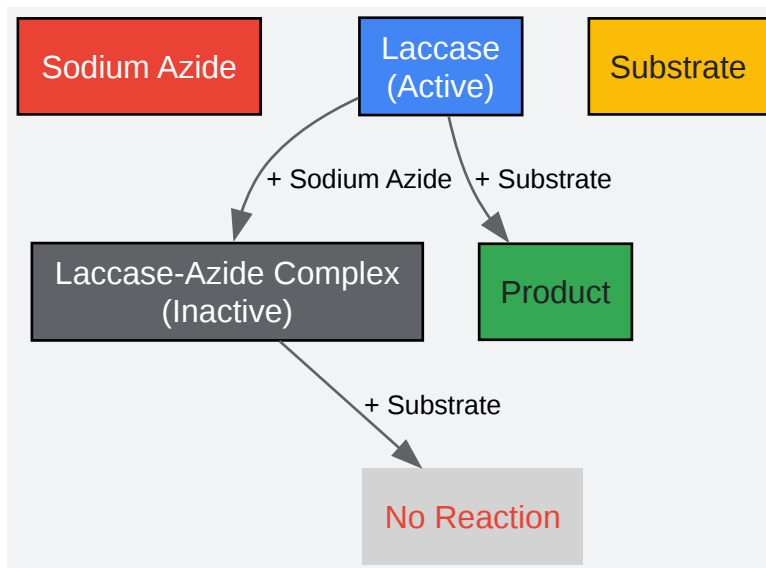 Sodium Azide
Laccase
(Active)
Substrate
+ Sodium Azide
+ Substrate
Laccase-Azide Complex
(Inactive)
Product
+ Substrate
No Reaction